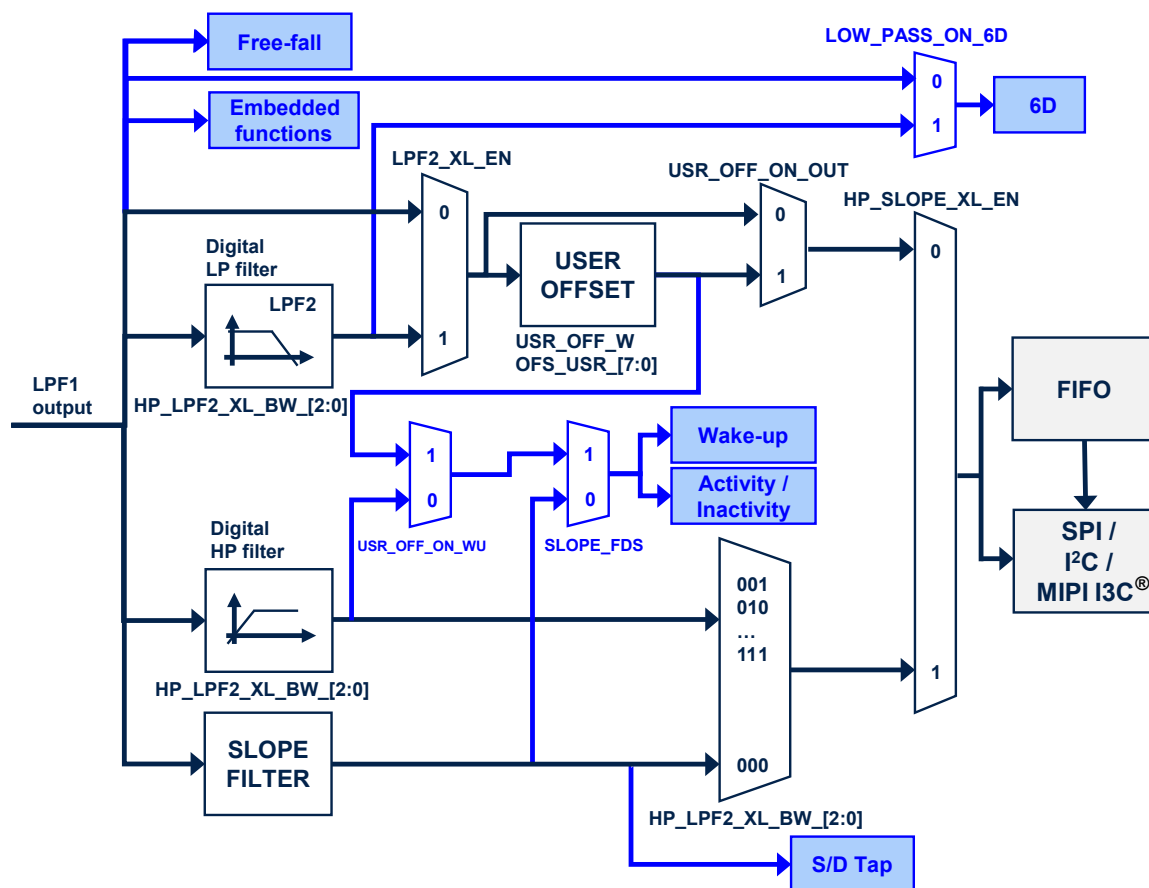 Free-fall
LOW_PASS_ON_6D
0
6D
Embedded
functions
1
LPF2_XL_EN
USR_OFF_ON_OUT
HP_SLOPE_XL_EN
0
0
Digital
LP filter
USER
OFFSET
0
LPF2
1
1
USR_OFF_W
OFS_USR_[7:0]
LPF1
output
HP_LPF2_XL_BW_[2:0]
FIFO
Wake-up
1
1
0
0
Activity /
Inactivity
Digital
HP filter
USR_OFF_ON_WU
SLOPE_FDS
SPI /
I²C /
MIPI I3C®
001
010
...
111
1
HP_LPF2_XL_BW_[2:0]
SLOPE
FILTER
000
HP_LPF2_XL_BW_[2:0]
S/D Tap